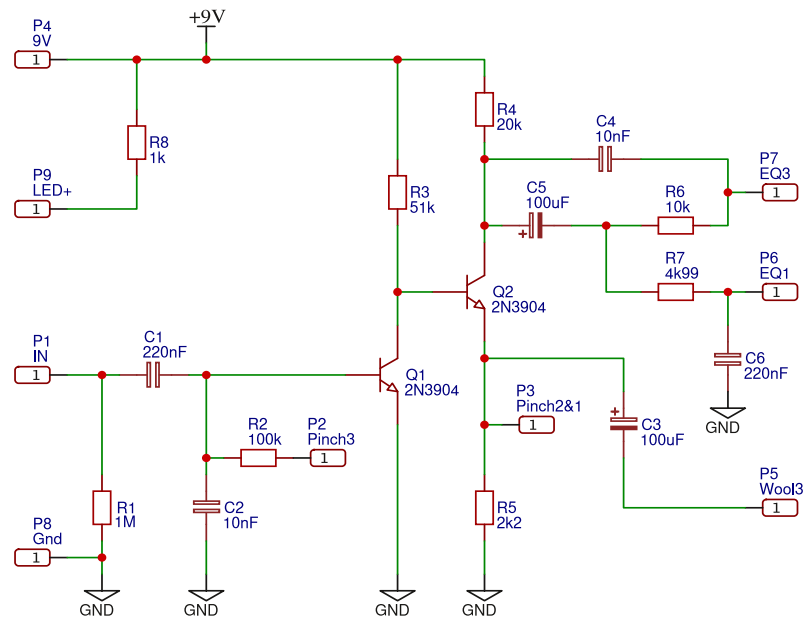 +9V
P4
9V
1
R8
1k
P9
LED+
1
R3
51k
R4
20k
C4
10nF
P7
EQ3
1
C5
100uF
+
R6
10k
R7
4k99
P6
EQ1
1
Q2
2N3904
C6
220nF
GND
P1
IN
1
C1
220nF
Q1
2N3904
P3
Pinch2&1
1
+
C3
100uF
R2
100k
P2
Pinch3
1
P5
Wool3
1
R1
1M
C2
10nF
R5
2k2
P8
Gnd
1
GND
GND
GND
GND